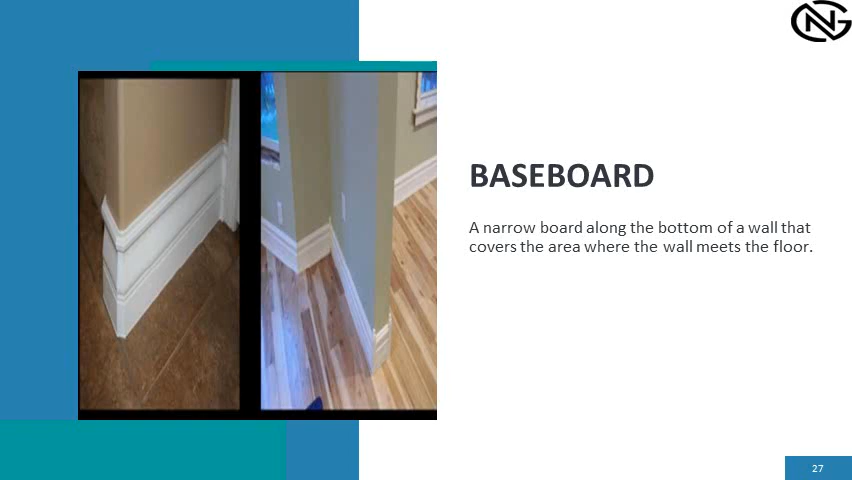 NG
BASEBOARD
A narrow board along the bottom of a wall that
covers the area where the wall meets the floor.
27